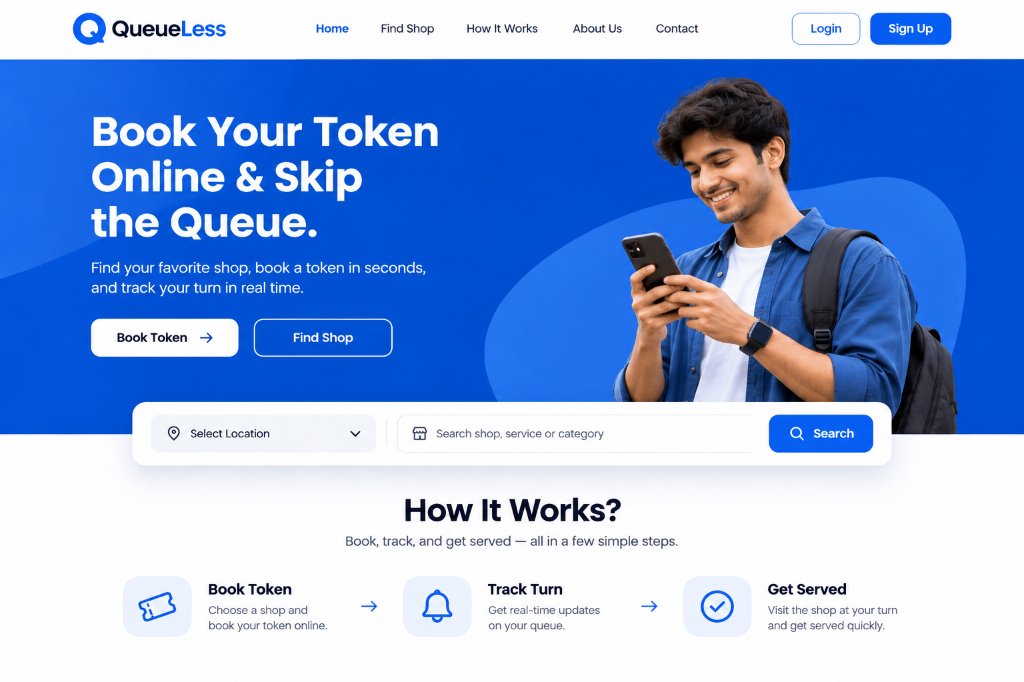 QueueLess
Home
Find Shop
How It Works
About Us
Contact
Login
Sign Up
Book Your Token
Online & Skip
the Queue.
Find your favorite shop, book a token in seconds,
and track your turn in real time.
Book Token
Find Shop
Select Location
Search shop, service or category
Search
How It Works?
Book, track, and get served — all in a few simple steps.
Book Token
Choose a shop and
book your token online.
Track Turn
Get real-time updates
on your queue.
Get Served
Visit the shop at your turn
and get served quickly.